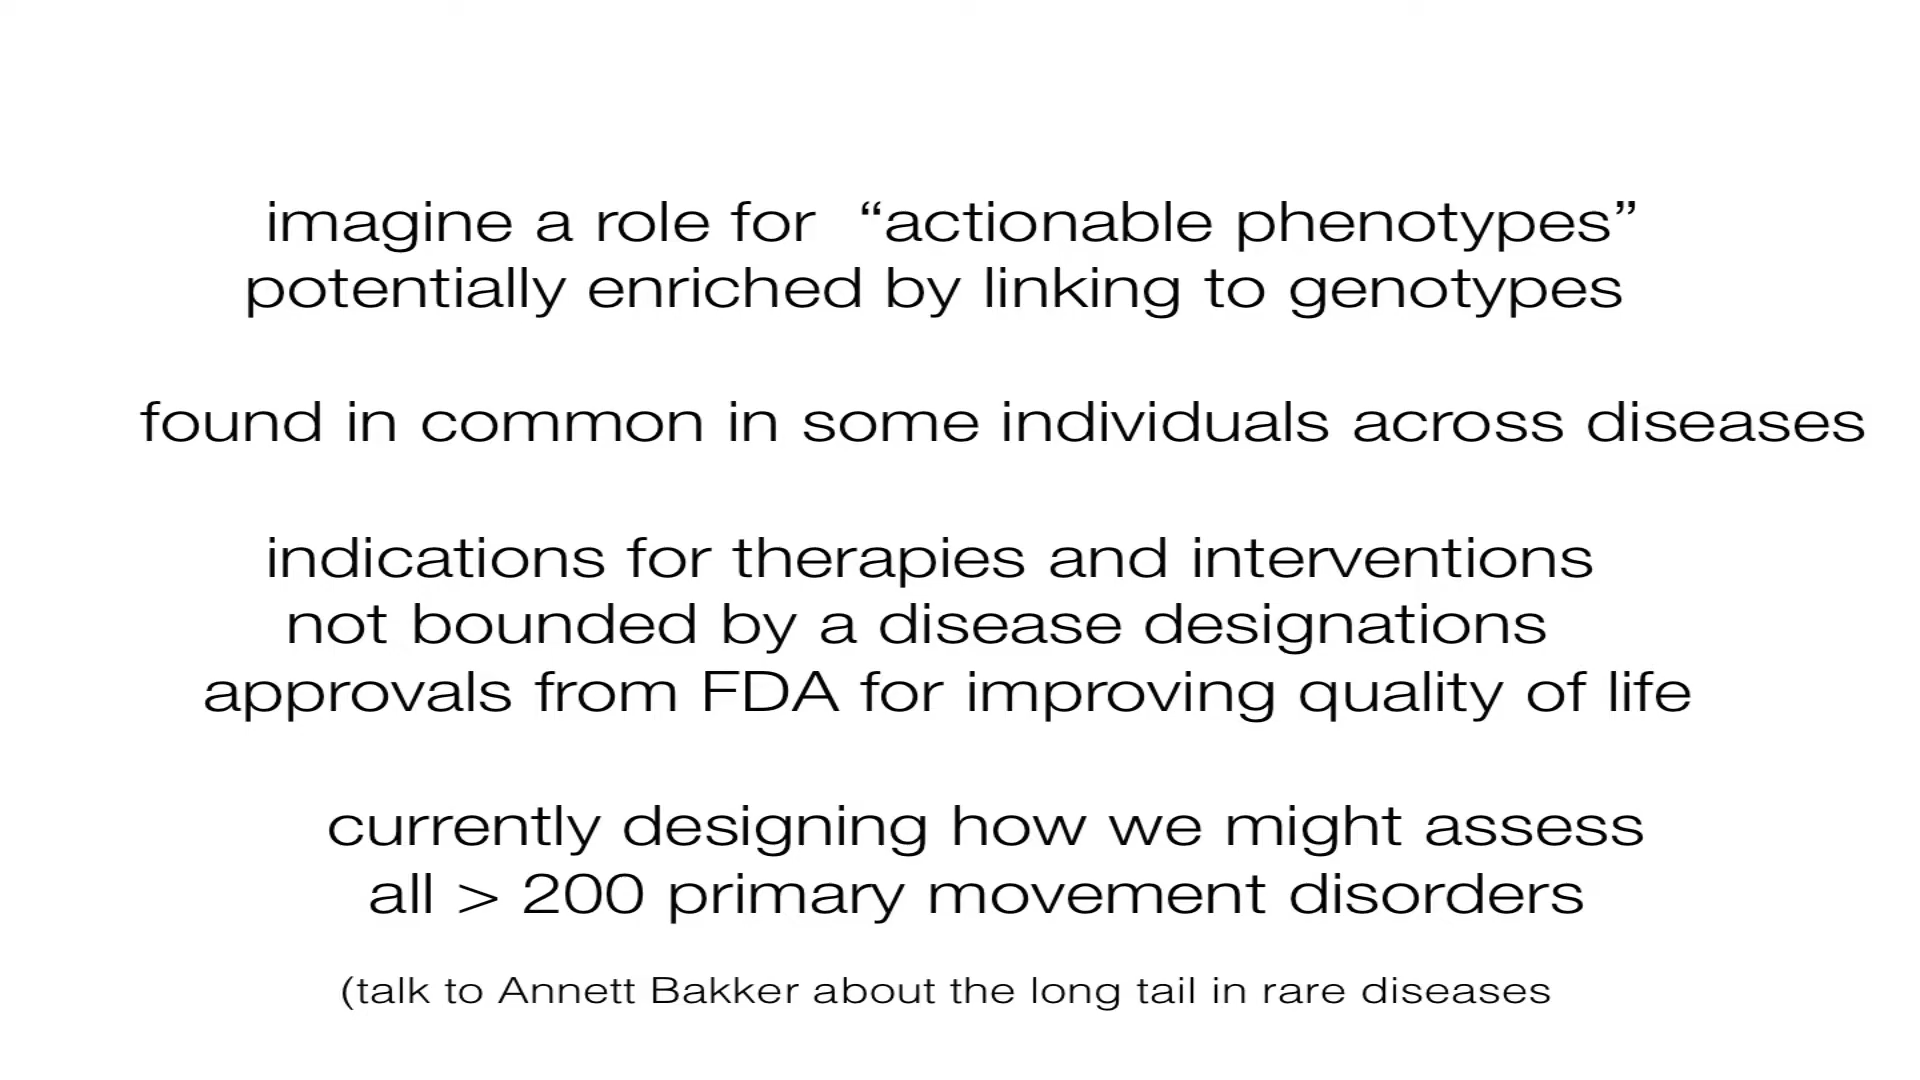 imagine a role for  “actionable phenotypes”
potentially enriched by linking to genotypes
found in common in some individuals across diseases
indications for therapies and interventions
not bounded by a disease designations
approvals from FDA for improving quality of life
currently designing how we might assess
all > 200 primary movement disorders
(talk to Annett Bakker about the long tail in rare diseases